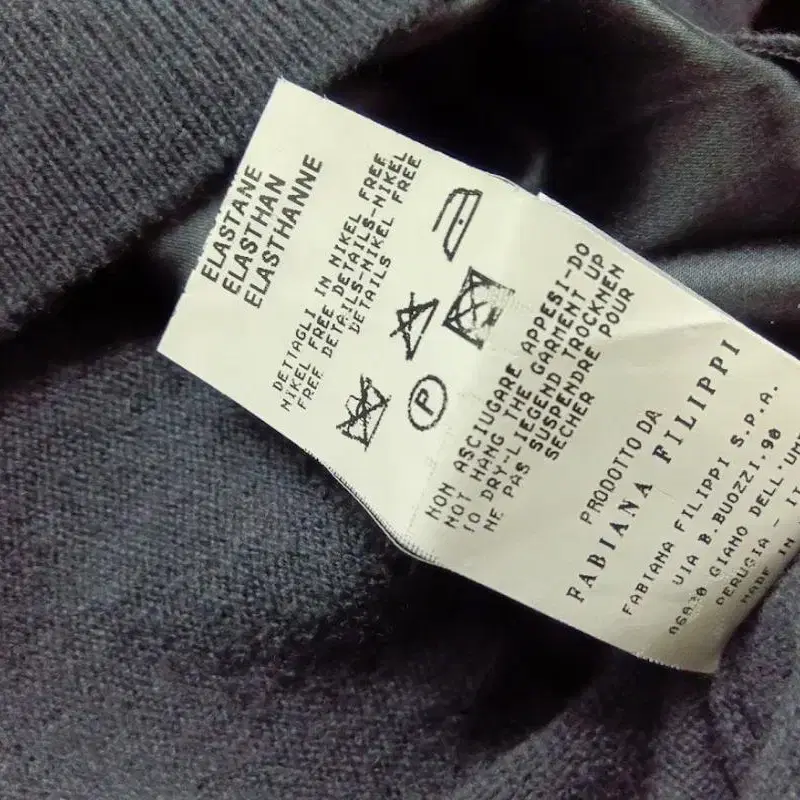 ELASTANE
ELASTHAN
ELASTHANNE
DETTAGLI IN NIKEL FREE
NIKEL FREE DETAILS-NIKEL
FREE DETAILS-NIKEL FREE
DETAILS
P
NON ASCIUGARE APPESI-DO
NOT HANG THE GARMENT UP
TO DRY-LIEGEND TROCKNEN
NE PAS SUSPENDRE POUR
SECHER
PRODOTTO DA
FABIANA FILIPPI
FABIANA FILIPPI S.P.A.
VIA B.BUOZZI,90
GIANO DELL'UM
PERUGIA - IT
MADE IN